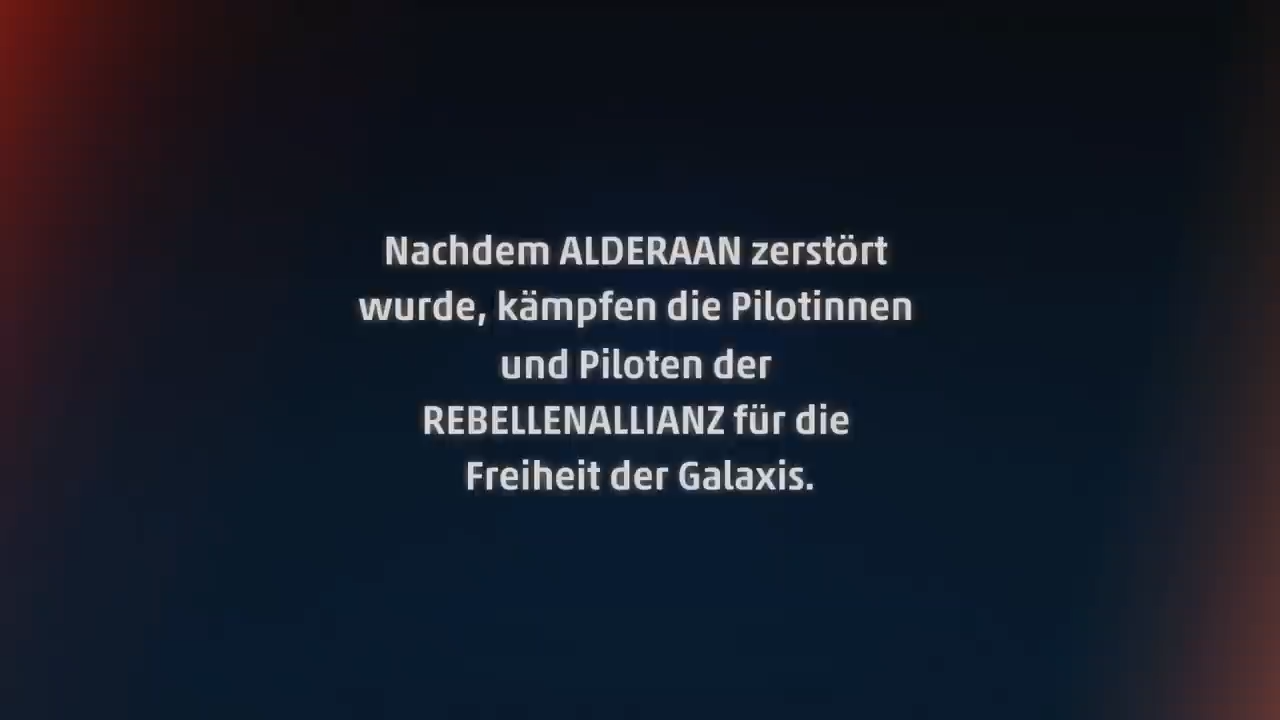 Nachdem ALDERAAN zerstört
wurde, kämpfen die Pilotinnen
und Piloten der
REBELLENALLIANZ für die
Freiheit der Galaxis.